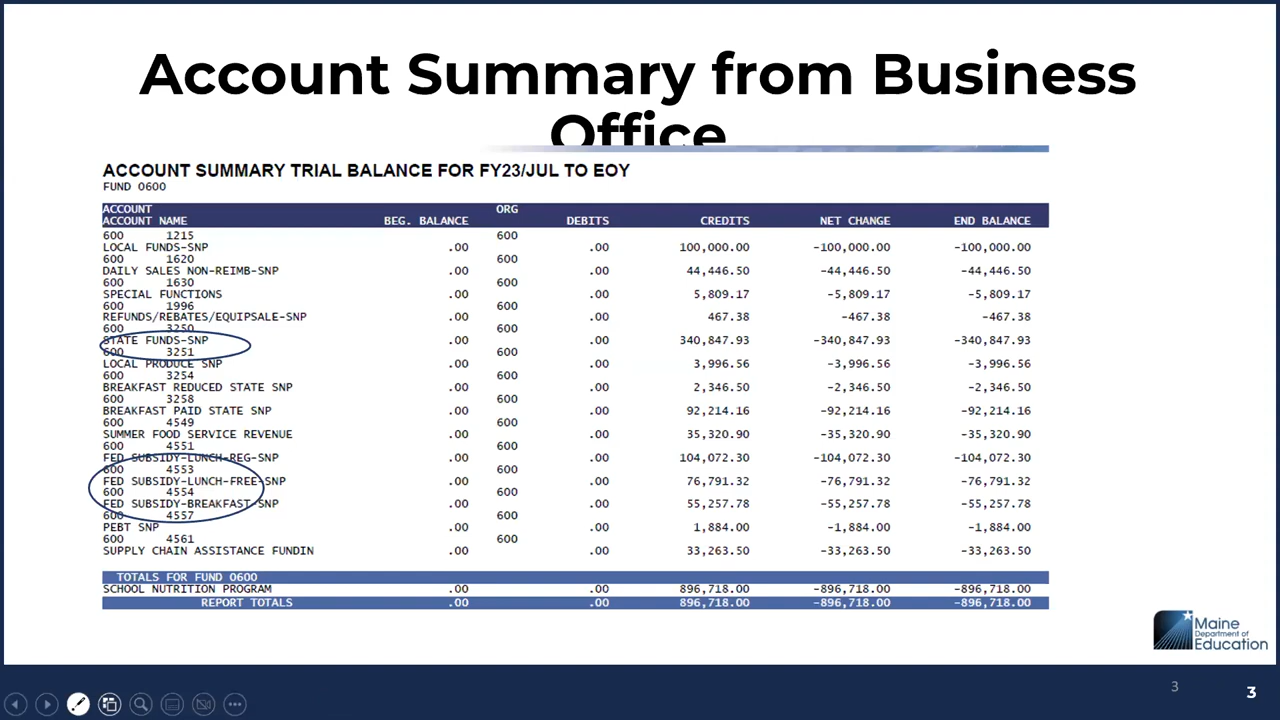 Account Summary from Business
Office
ACCOUNT SUMMARY TRIAL BALANCE FOR FY23/JUL TO EOY
FUND 0600
ACCOUNT ORG
ACCOUNT NAME BEG. BALANCE DEBITS CREDITS NET CHANGE END BALANCE
600 1215 600
LOCAL FUNDS-SNP .00 .00 100,000.00 -100,000.00 -100,000.00
600 1620 600
DAILY SALES NON-REIMB-SNP .00 .00 44,446.50 -44,446.50 -44,446.50
600 1630 600
SPECIAL FUNCTIONS .00 .00 5,809.17 -5,809.17 -5,809.17
600 1996 600
REFUNDS/REBATES/EQUIPSALE-SNP .00 .00 467.38 -467.38 -467.38
600 3250 600
STATE FUNDS-SNP .00 .00 340,847.93 -340,847.93 -340,847.93
600 3251 600
LOCAL PRODUCE SNP .00 .00 3,996.56 -3,996.56 -3,996.56
600 3254 600
BREAKFAST REDUCED STATE SNP .00 .00 2,346.50 -2,346.50 -2,346.50
600 3258 600
BREAKFAST PAID STATE SNP .00 .00 92,214.16 -92,214.16 -92,214.16
600 4549 600
SUMMER FOOD SERVICE REVENUE .00 .00 35,320.90 -35,320.90 -35,320.90
600 4551 600
FED SUBSIDY-LUNCH-REG-SNP .00 .00 104,072.30 -104,072.30 -104,072.30
600 4553 600
FED SUBSIDY-LUNCH-FREE-SNP .00 .00 76,791.32 -76,791.32 -76,791.32
600 4554 600
FED SUBSIDY-BREAKFAST-SNP .00 .00 55,257.78 -55,257.78 -55,257.78
600 4557 600
PEBT SNP .00 .00 1,884.00 -1,884.00 -1,884.00
600 4561 600
SUPPLY CHAIN ASSISTANCE FUNDIN .00 .00 33,263.50 -33,263.50 -33,263.50
TOTALS FOR FUND 0600
SCHOOL NUTRITION PROGRAM .00 .00 896,718.00 -896,718.00 -896,718.00
REPORT TOTALS .00 .00 896,718.00 -896,718.00 -896,718.00
Maine
Department of
Education
3
3